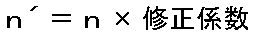 n´ = n × 修正係数